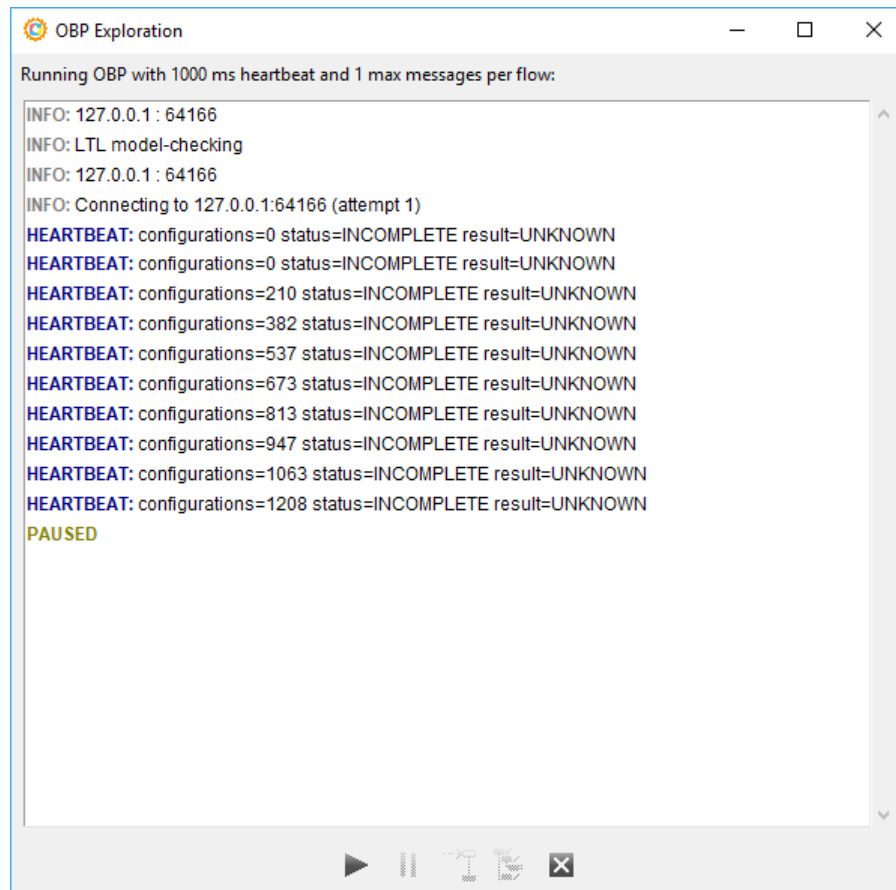 OBP Exploration
Running OBP with 1000 ms heartbeat and 1 max messages per flow:
INFO: 127.0.0.1 : 64166
INFO: LTL model-checking
INFO: 127.0.0.1 : 64166
INFO: Connecting to 127.0.0.1:64166 (attempt 1)
HEARTBEAT: configurations=0 status=INCOMPLETE result=UNKNOWN
HEARTBEAT: configurations=0 status=INCOMPLETE result=UNKNOWN
HEARTBEAT: configurations=210 status=INCOMPLETE result=UNKNOWN
HEARTBEAT: configurations=382 status=INCOMPLETE result=UNKNOWN
HEARTBEAT: configurations=537 status=INCOMPLETE result=UNKNOWN
HEARTBEAT: configurations=673 status=INCOMPLETE result=UNKNOWN
HEARTBEAT: configurations=813 status=INCOMPLETE result=UNKNOWN
HEARTBEAT: configurations=947 status=INCOMPLETE result=UNKNOWN
HEARTBEAT: configurations=1063 status=INCOMPLETE result=UNKNOWN
HEARTBEAT: configurations=1208 status=INCOMPLETE result=UNKNOWN
PAUSED